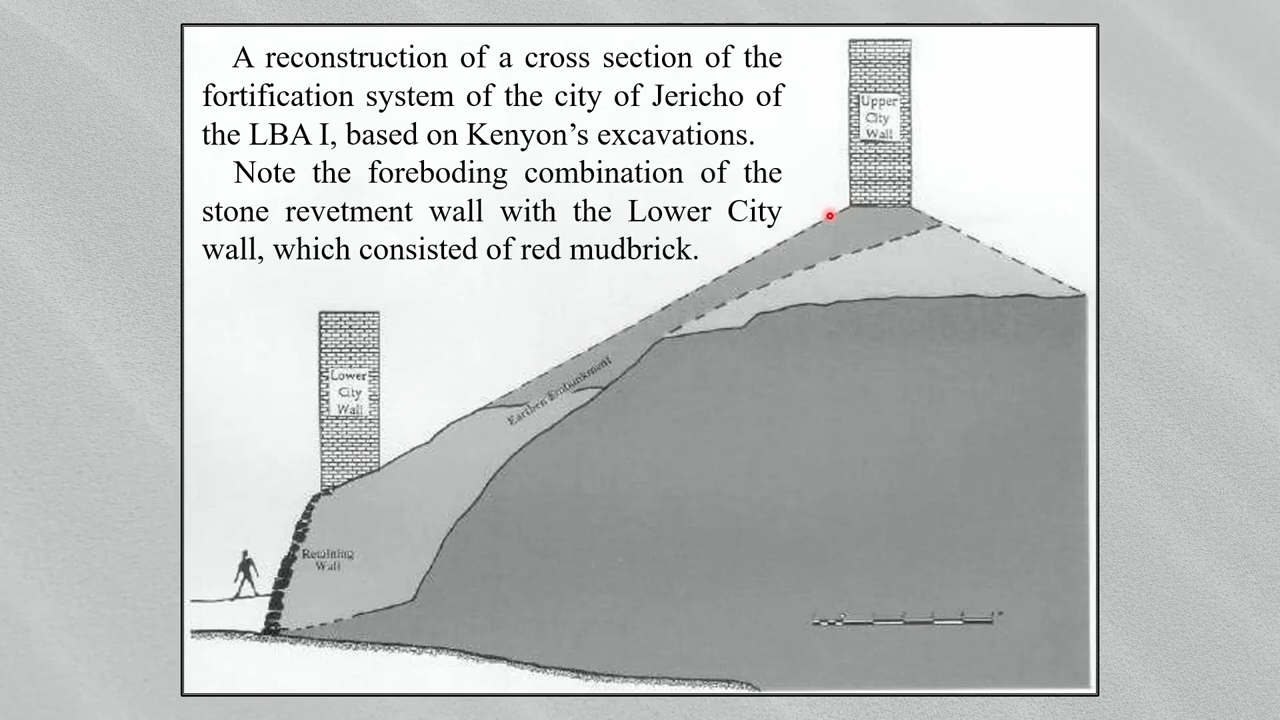 A reconstruction of a cross section of the
fortification system of the city of Jericho of
the LBA I, based on Kenyon’s excavations.
Note the foreboding combination of the
stone revetment wall with the Lower City
wall, which consisted of red mudbrick.
Upper
City
Wall
Lower
City
Wall
Earthen Embankment
Retaining
Wall